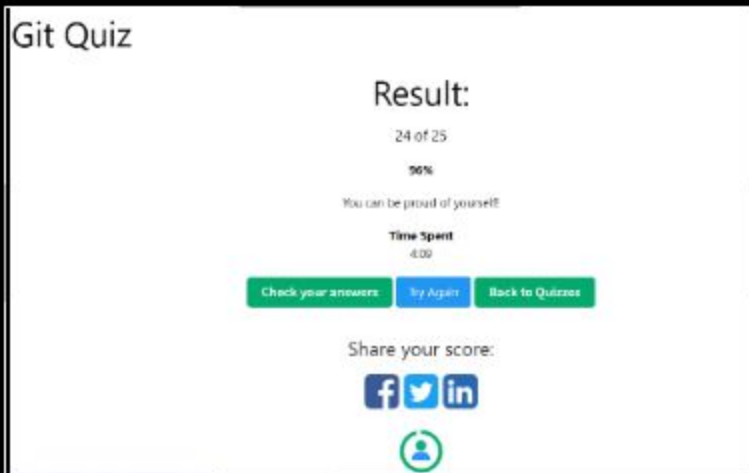 Git Quiz
Result:
24 of 25
96%
You can be proud of yourself!
Time Spent
4:09
Check your answers Try Again Back to Quizzes
Share your score: